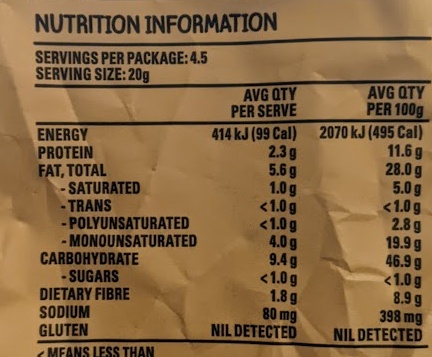 NUTRITION INFORMATION
SERVINGS PER PACKAGE: 4.5
SERVING SIZE: 20g
AVG QTY PER SERVE AVG QTY PER 100g
ENERGY 414 kJ (99 Cal) 2070 kJ (495 Cal)
PROTEIN 2.3 g 11.6 g
FAT, TOTAL 5.6 g 28.0 g
- SATURATED 1.0 g 5.0 g
- TRANS <1.0 g <1.0 g
- POLYUNSATURATED <1.0 g 2.8 g
- MONOUNSATURATED 4.0 g 19.9 g
CARBOHYDRATE 9.4 g 46.9 g
- SUGARS <1.0 g <1.0 g
DIETARY FIBRE 1.8 g 8.9 g
SODIUM 80 mg 398 mg
GLUTEN NIL DETECTED NIL DETECTED
< MEANS LESS THAN